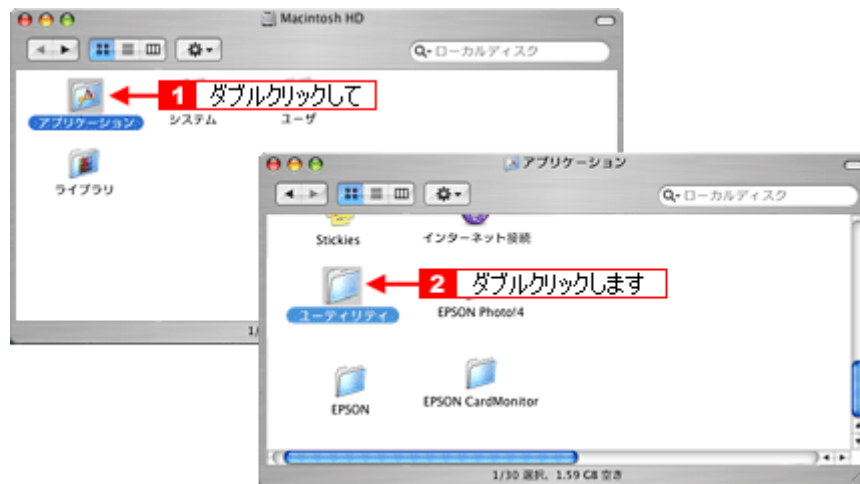 Macintosh HD
ローカルディスク
1 ダブルクリックして
アプリケーション
システム
ユーザ
ライブラリ
1/
アプリケーション
ローカルディスク
Stickies
インターネット接続
2 ダブルクリックします
ユーティリティ
EPSON Photo!4
EPSON
EPSON CardMonitor
1/30 選択、1.59 GB 空き